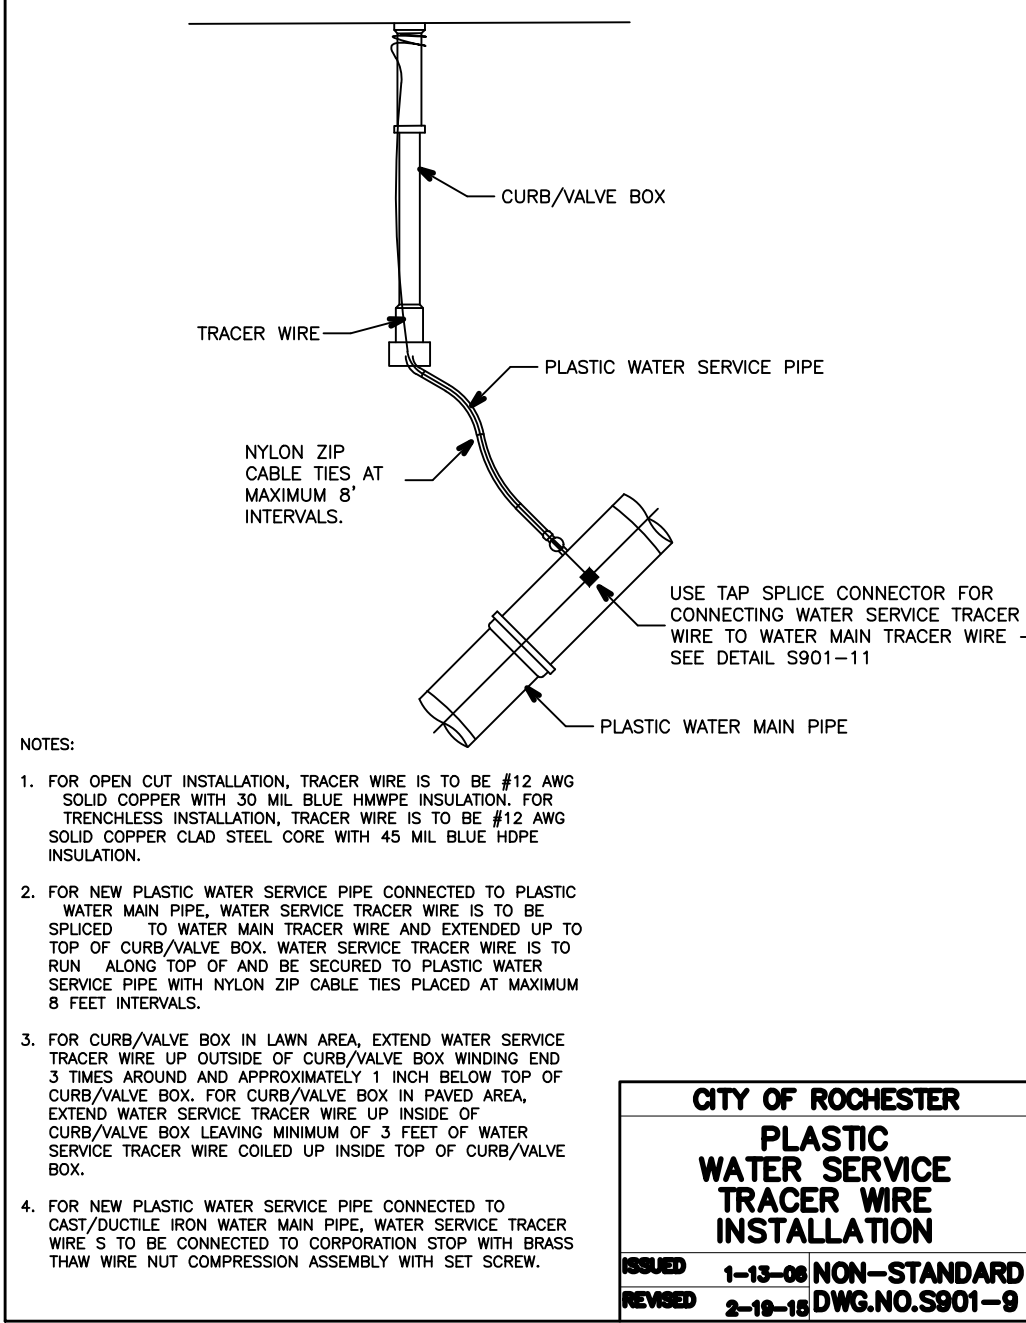 CURB/VALVE BOX
TRACER WIRE
PLASTIC WATER SERVICE PIPE
NYLON ZIP
CABLE TIES AT
MAXIMUM 8'
INTERVALS.
USE TAP SPLICE CONNECTOR FOR
CONNECTING WATER SERVICE TRACER
WIRE TO WATER MAIN TRACER WIRE -
SEE DETAIL S901-11
PLASTIC WATER MAIN PIPE
NOTES:
1. FOR OPEN CUT INSTALLATION, TRACER WIRE IS TO BE #12 AWG
SOLID COPPER WITH 30 MIL BLUE HMWPE INSULATION. FOR
TRENCHLESS INSTALLATION, TRACER WIRE IS TO BE #12 AWG
SOLID COPPER CLAD STEEL CORE WITH 45 MIL BLUE HDPE
INSULATION.
2. FOR NEW PLASTIC WATER SERVICE PIPE CONNECTED TO PLASTIC
WATER MAIN PIPE, WATER SERVICE TRACER WIRE IS TO BE
SPLICED TO WATER MAIN TRACER WIRE AND EXTENDED UP TO
TOP OF CURB/VALVE BOX. WATER SERVICE TRACER WIRE IS TO
RUN ALONG TOP OF AND BE SECURED TO PLASTIC WATER
SERVICE PIPE WITH NYLON ZIP CABLE TIES PLACED AT MAXIMUM
8 FEET INTERVALS.
3. FOR CURB/VALVE BOX IN LAWN AREA, EXTEND WATER SERVICE
TRACER WIRE UP OUTSIDE OF CURB/VALVE BOX WINDING END
3 TIMES AROUND AND APPROXIMATELY 1 INCH BELOW TOP OF
CURB/VALVE BOX. FOR CURB/VALVE BOX IN PAVED AREA,
EXTEND WATER SERVICE TRACER WIRE UP INSIDE OF
CURB/VALVE BOX LEAVING MINIMUM OF 3 FEET OF WATER
SERVICE TRACER WIRE COILED UP INSIDE TOP OF CURB/VALVE
BOX.
4. FOR NEW PLASTIC WATER SERVICE PIPE CONNECTED TO
CAST/DUCTILE IRON WATER MAIN PIPE, WATER SERVICE TRACER
WIRE S TO BE CONNECTED TO CORPORATION STOP WITH BRASS
THAW WIRE NUT COMPRESSION ASSEMBLY WITH SET SCREW.
CITY OF ROCHESTER
PLASTIC
WATER SERVICE
TRACER WIRE
INSTALLATION
ISSUED 1-13-06 NON-STANDARD
REVISED 2-19-15 DWG.NO.S901-9